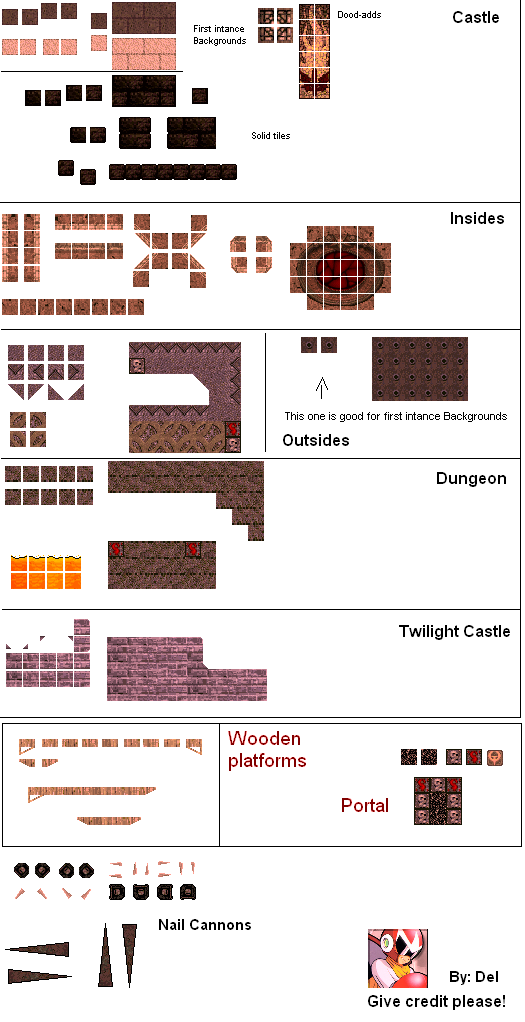 Castle
Dood-adds
First intance
Backgrounds
Solid tiles
Insides
This one is good for first intance Backgrounds
Outsides
Dungeon
Twilight Castle
Wooden
platforms
Portal
Nail Cannons
By: Del
Give credit please!